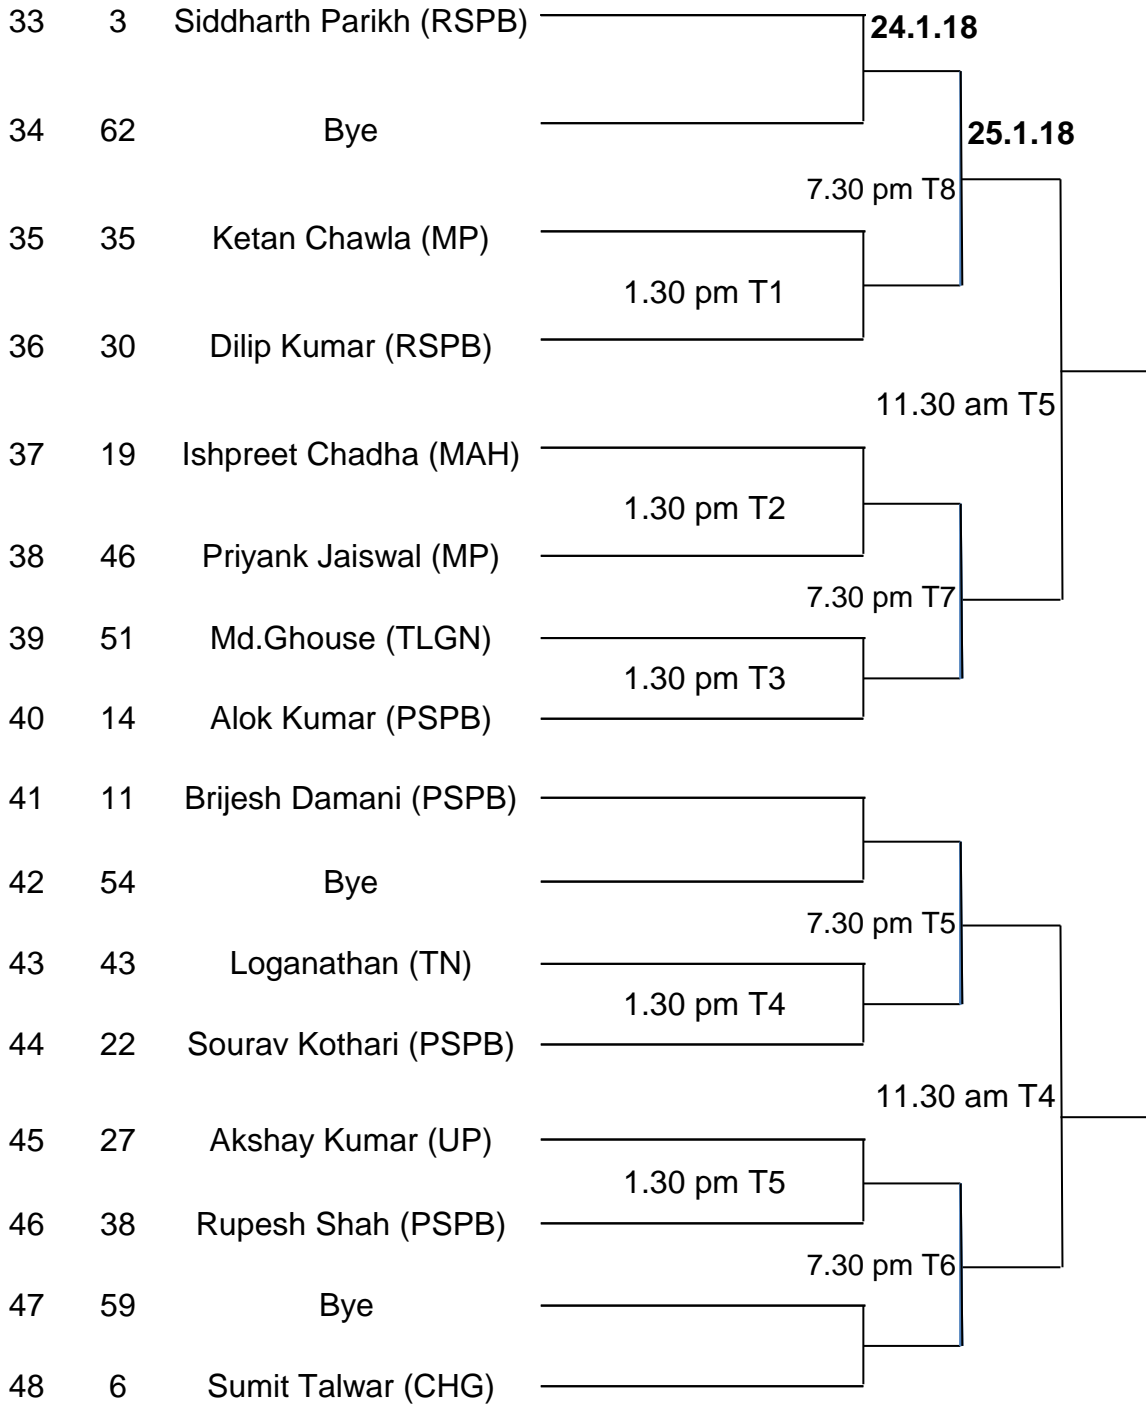 33 3 Siddharth Parikh (RSPB)
24.1.18
34 62 Bye
25.1.18
7.30 pm T8
35 35 Ketan Chawla (MP)
1.30 pm T1
36 30 Dilip Kumar (RSPB)
11.30 am T5
37 19 Ishpreet Chadha (MAH)
1.30 pm T2
38 46 Priyank Jaiswal (MP)
7.30 pm T7
39 51 Md.Ghouse (TLGN)
1.30 pm T3
40 14 Alok Kumar (PSPB)
41 11 Brijesh Damani (PSPB)
42 54 Bye
7.30 pm T5
43 43 Loganathan (TN)
1.30 pm T4
44 22 Sourav Kothari (PSPB)
11.30 am T4
45 27 Akshay Kumar (UP)
1.30 pm T5
46 38 Rupesh Shah (PSPB)
7.30 pm T6
47 59 Bye
48 6 Sumit Talwar (CHG)